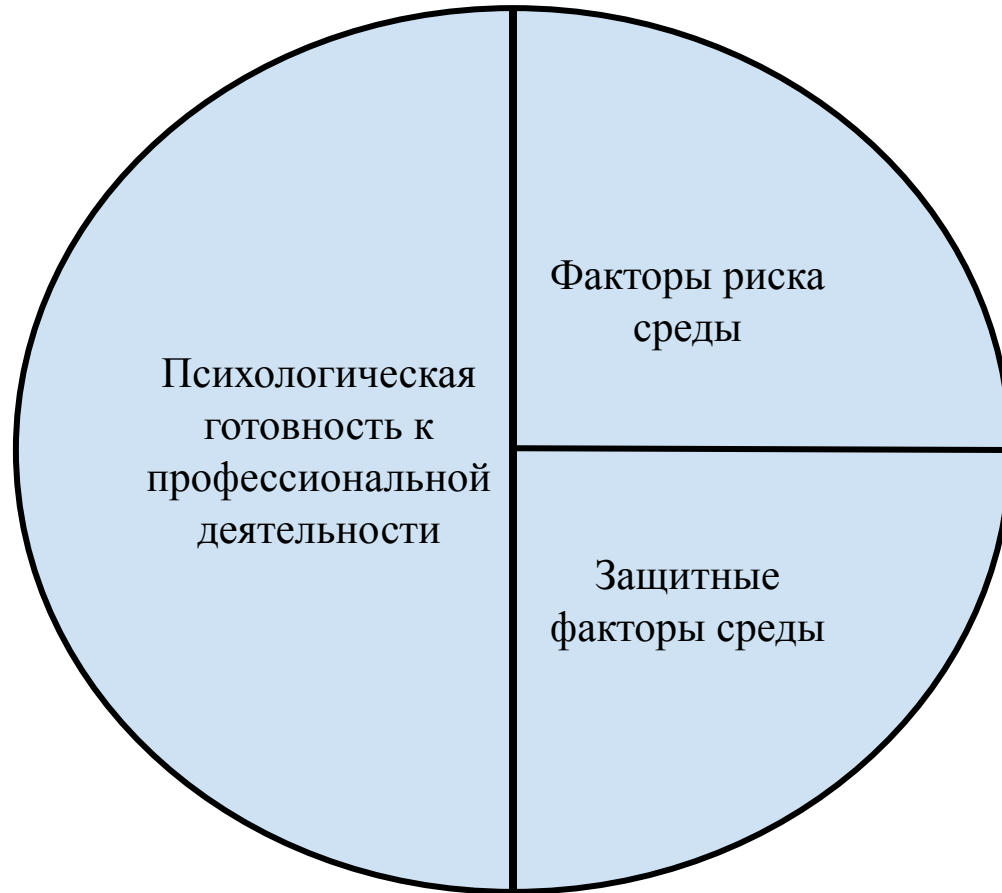 Психологическая
готовность к
профессиональной
деятельности
Факторы риска
среды
Защитные
факторы среды